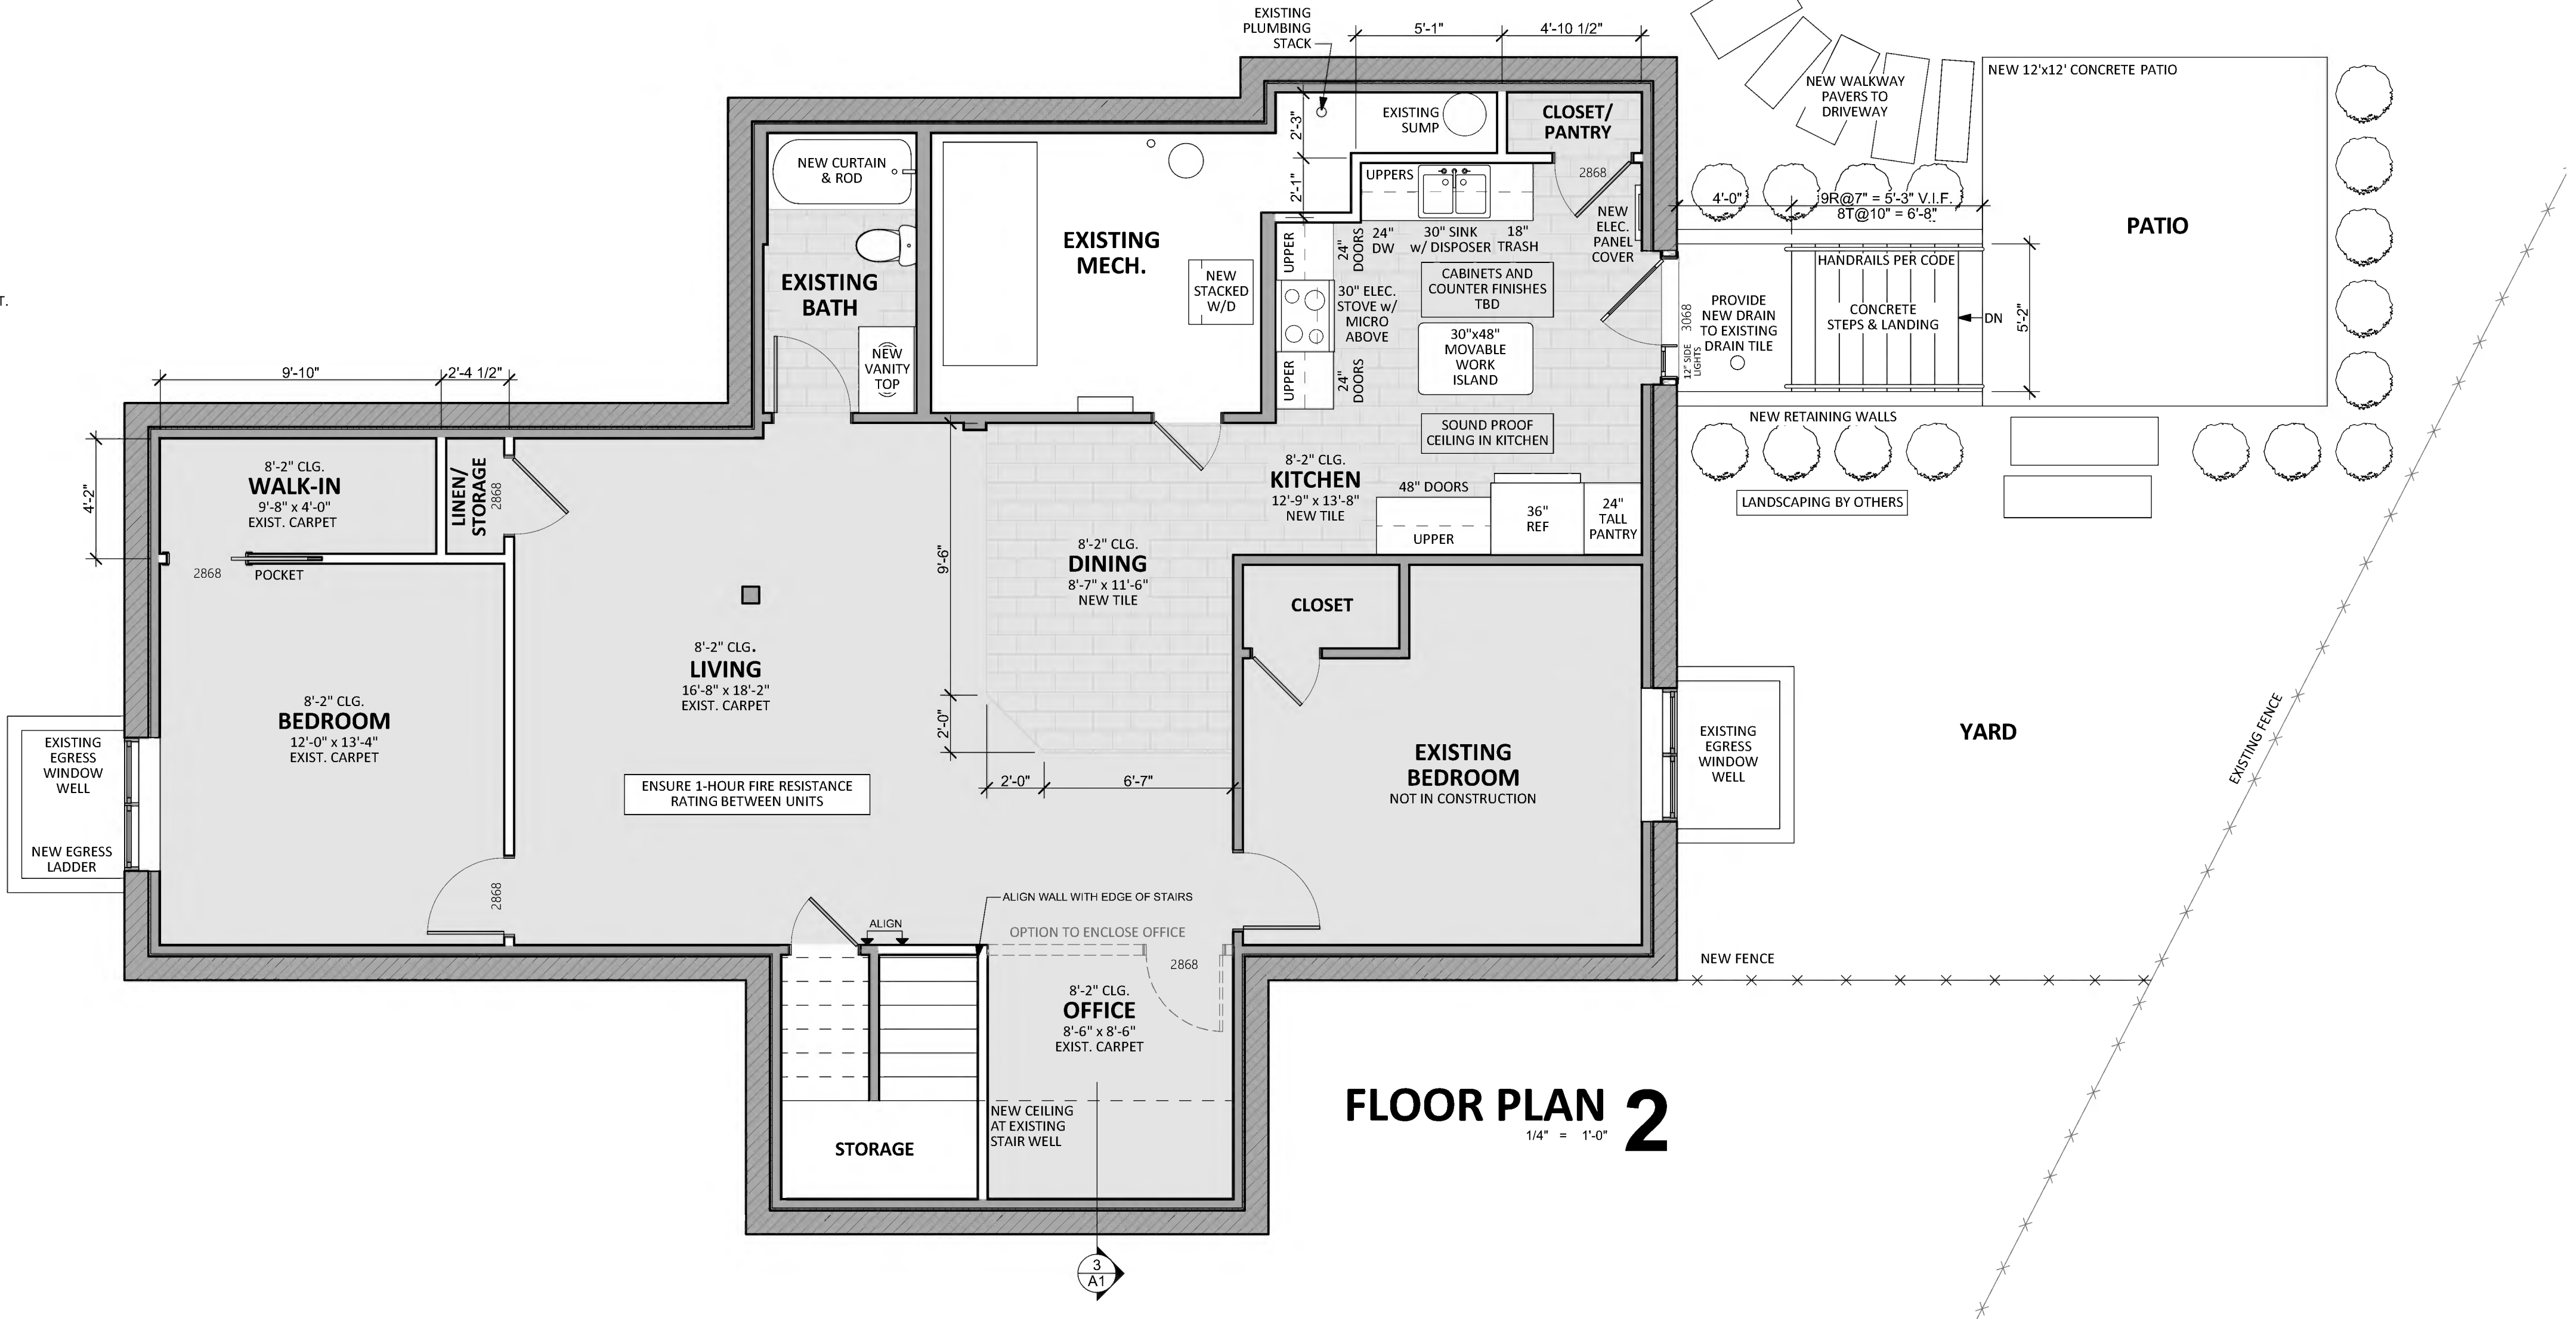 EXISTING
PLUMBING
STACK
5'-1"
4'-10 1/2"
2'-3"
2'-1"
EXISTING
SUMP
CLOSET/
PANTRY
2868
NEW WALKWAY
PAVERS TO
DRIVEWAY
NEW 12'x12' CONCRETE PATIO
PATIO
NEW CURTAIN
& ROD
EXISTING
BATH
NEW
VANITY
TOP
EXISTING
MECH.
NEW
STACKED
W/D
UPPERS
24"
DW
30" SINK
w/ DISPOSER
18"
TRASH
NEW
ELEC.
PANEL
COVER
UPPER
24"
DOORS
30" ELEC.
STOVE w/
MICRO
ABOVE
UPPER
24"
DOORS
CABINETS AND
COUNTER FINISHES
TBD
30"x48"
MOVABLE
WORK
ISLAND
SOUND PROOF
CEILING IN KITCHEN
3068
12" SIDE
LIGHTS
4'-0"
9R@7" = 5'-3" V.I.F.
8T@10" = 6'-8"
HANDRAILS PER CODE
PROVIDE
NEW DRAIN
TO EXISTING
DRAIN TILE
CONCRETE
STEPS & LANDING
DN
5'-2"
NEW RETAINING WALLS
LANDSCAPING BY OTHERS
T.
9'-10"
2'-4 1/2"
4'-2"
8'-2" CLG.
WALK-IN
9'-8" x 4'-0"
EXIST. CARPET
LINEN/
STORAGE
2868
2868
POCKET
8'-2" CLG.
KITCHEN
12'-9" x 13'-8"
NEW TILE
48" DOORS
UPPER
36"
REF
24"
TALL
PANTRY
9'-6"
8'-2" CLG.
DINING
8'-7" x 11'-6"
NEW TILE
2'-0"
2'-0"
6'-7"
CLOSET
8'-2" CLG.
LIVING
16'-8" x 18'-2"
EXIST. CARPET
8'-2" CLG.
BEDROOM
12'-0" x 13'-4"
EXIST. CARPET
EXISTING
EGRESS
WINDOW
WELL
NEW EGRESS
LADDER
ENSURE 1-HOUR FIRE RESISTANCE
RATING BETWEEN UNITS
EXISTING
BEDROOM
NOT IN CONSTRUCTION
EXISTING
EGRESS
WINDOW
WELL
YARD
EXISTING FENCE
2868
ALIGN
ALIGN WALL WITH EDGE OF STAIRS
OPTION TO ENCLOSE OFFICE
2868
NEW FENCE
8'-2" CLG.
OFFICE
8'-6" x 8'-6"
EXIST. CARPET
NEW CEILING
AT EXISTING
STAIR WELL
STORAGE
FLOOR PLAN 2
1/4" = 1'-0"
3
A1